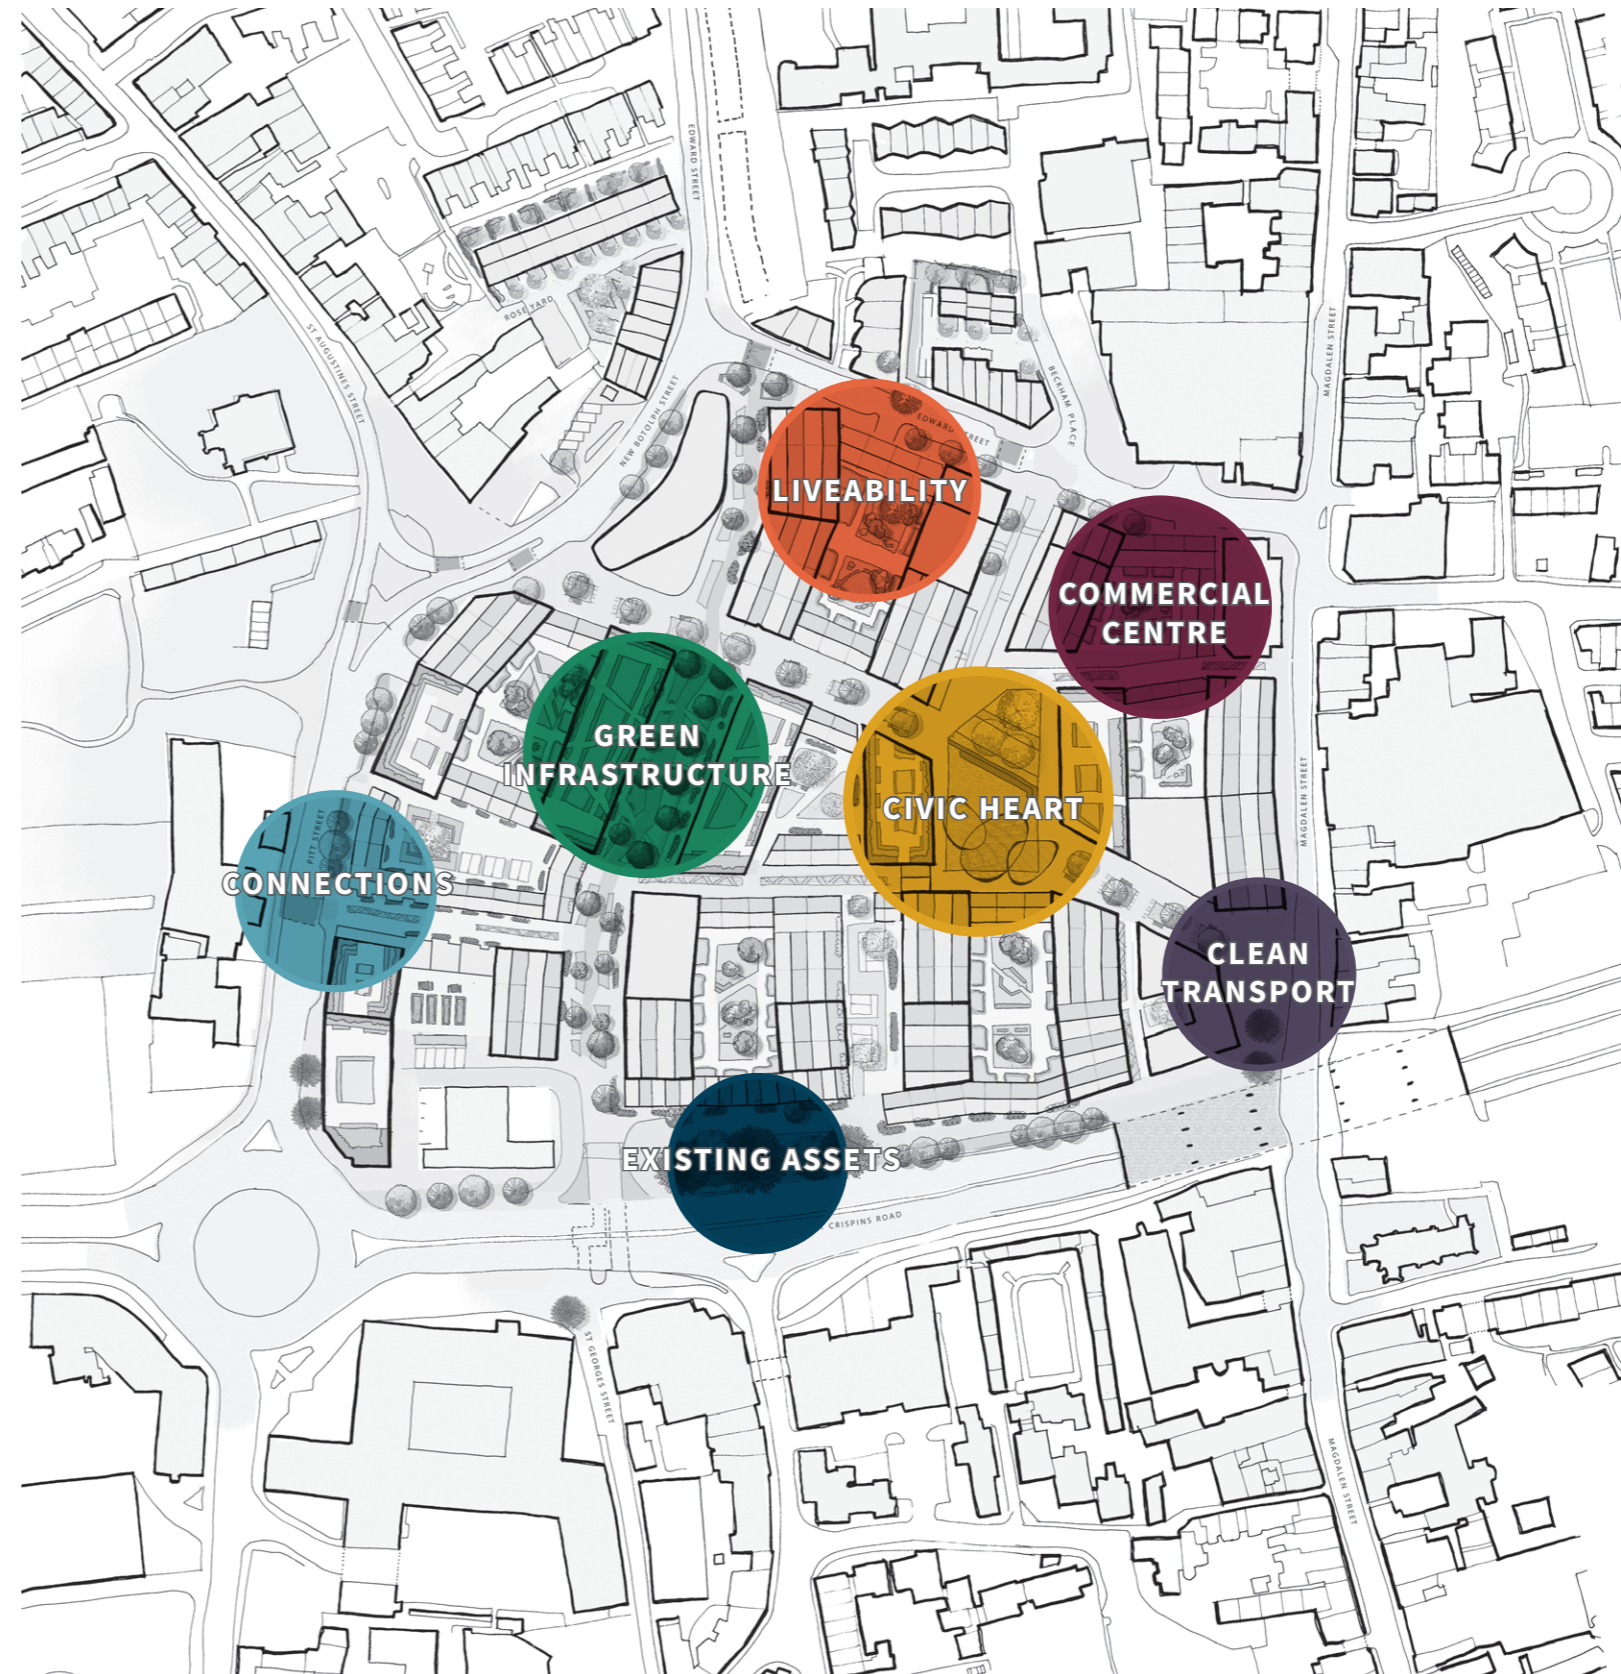 EDWARD STREET
ROSE YARD
ST AUGUSTINES STREET
MAGDALEN STREET
BECKHAM PLACE
NEW BOTOLPH STREET
EDWARD STREET
LIVEABILITY
COMMERCIAL
CENTRE
GREEN
INFRASTRUCTURE
CIVIC HEART
MAGDALEN STREET
PITT STREET
CONNECTIONS
CLEAN
TRANSPORT
EXISTING ASSETS
CRISPINS ROAD
ST GEORGES STREET
MAGDALEN STREET